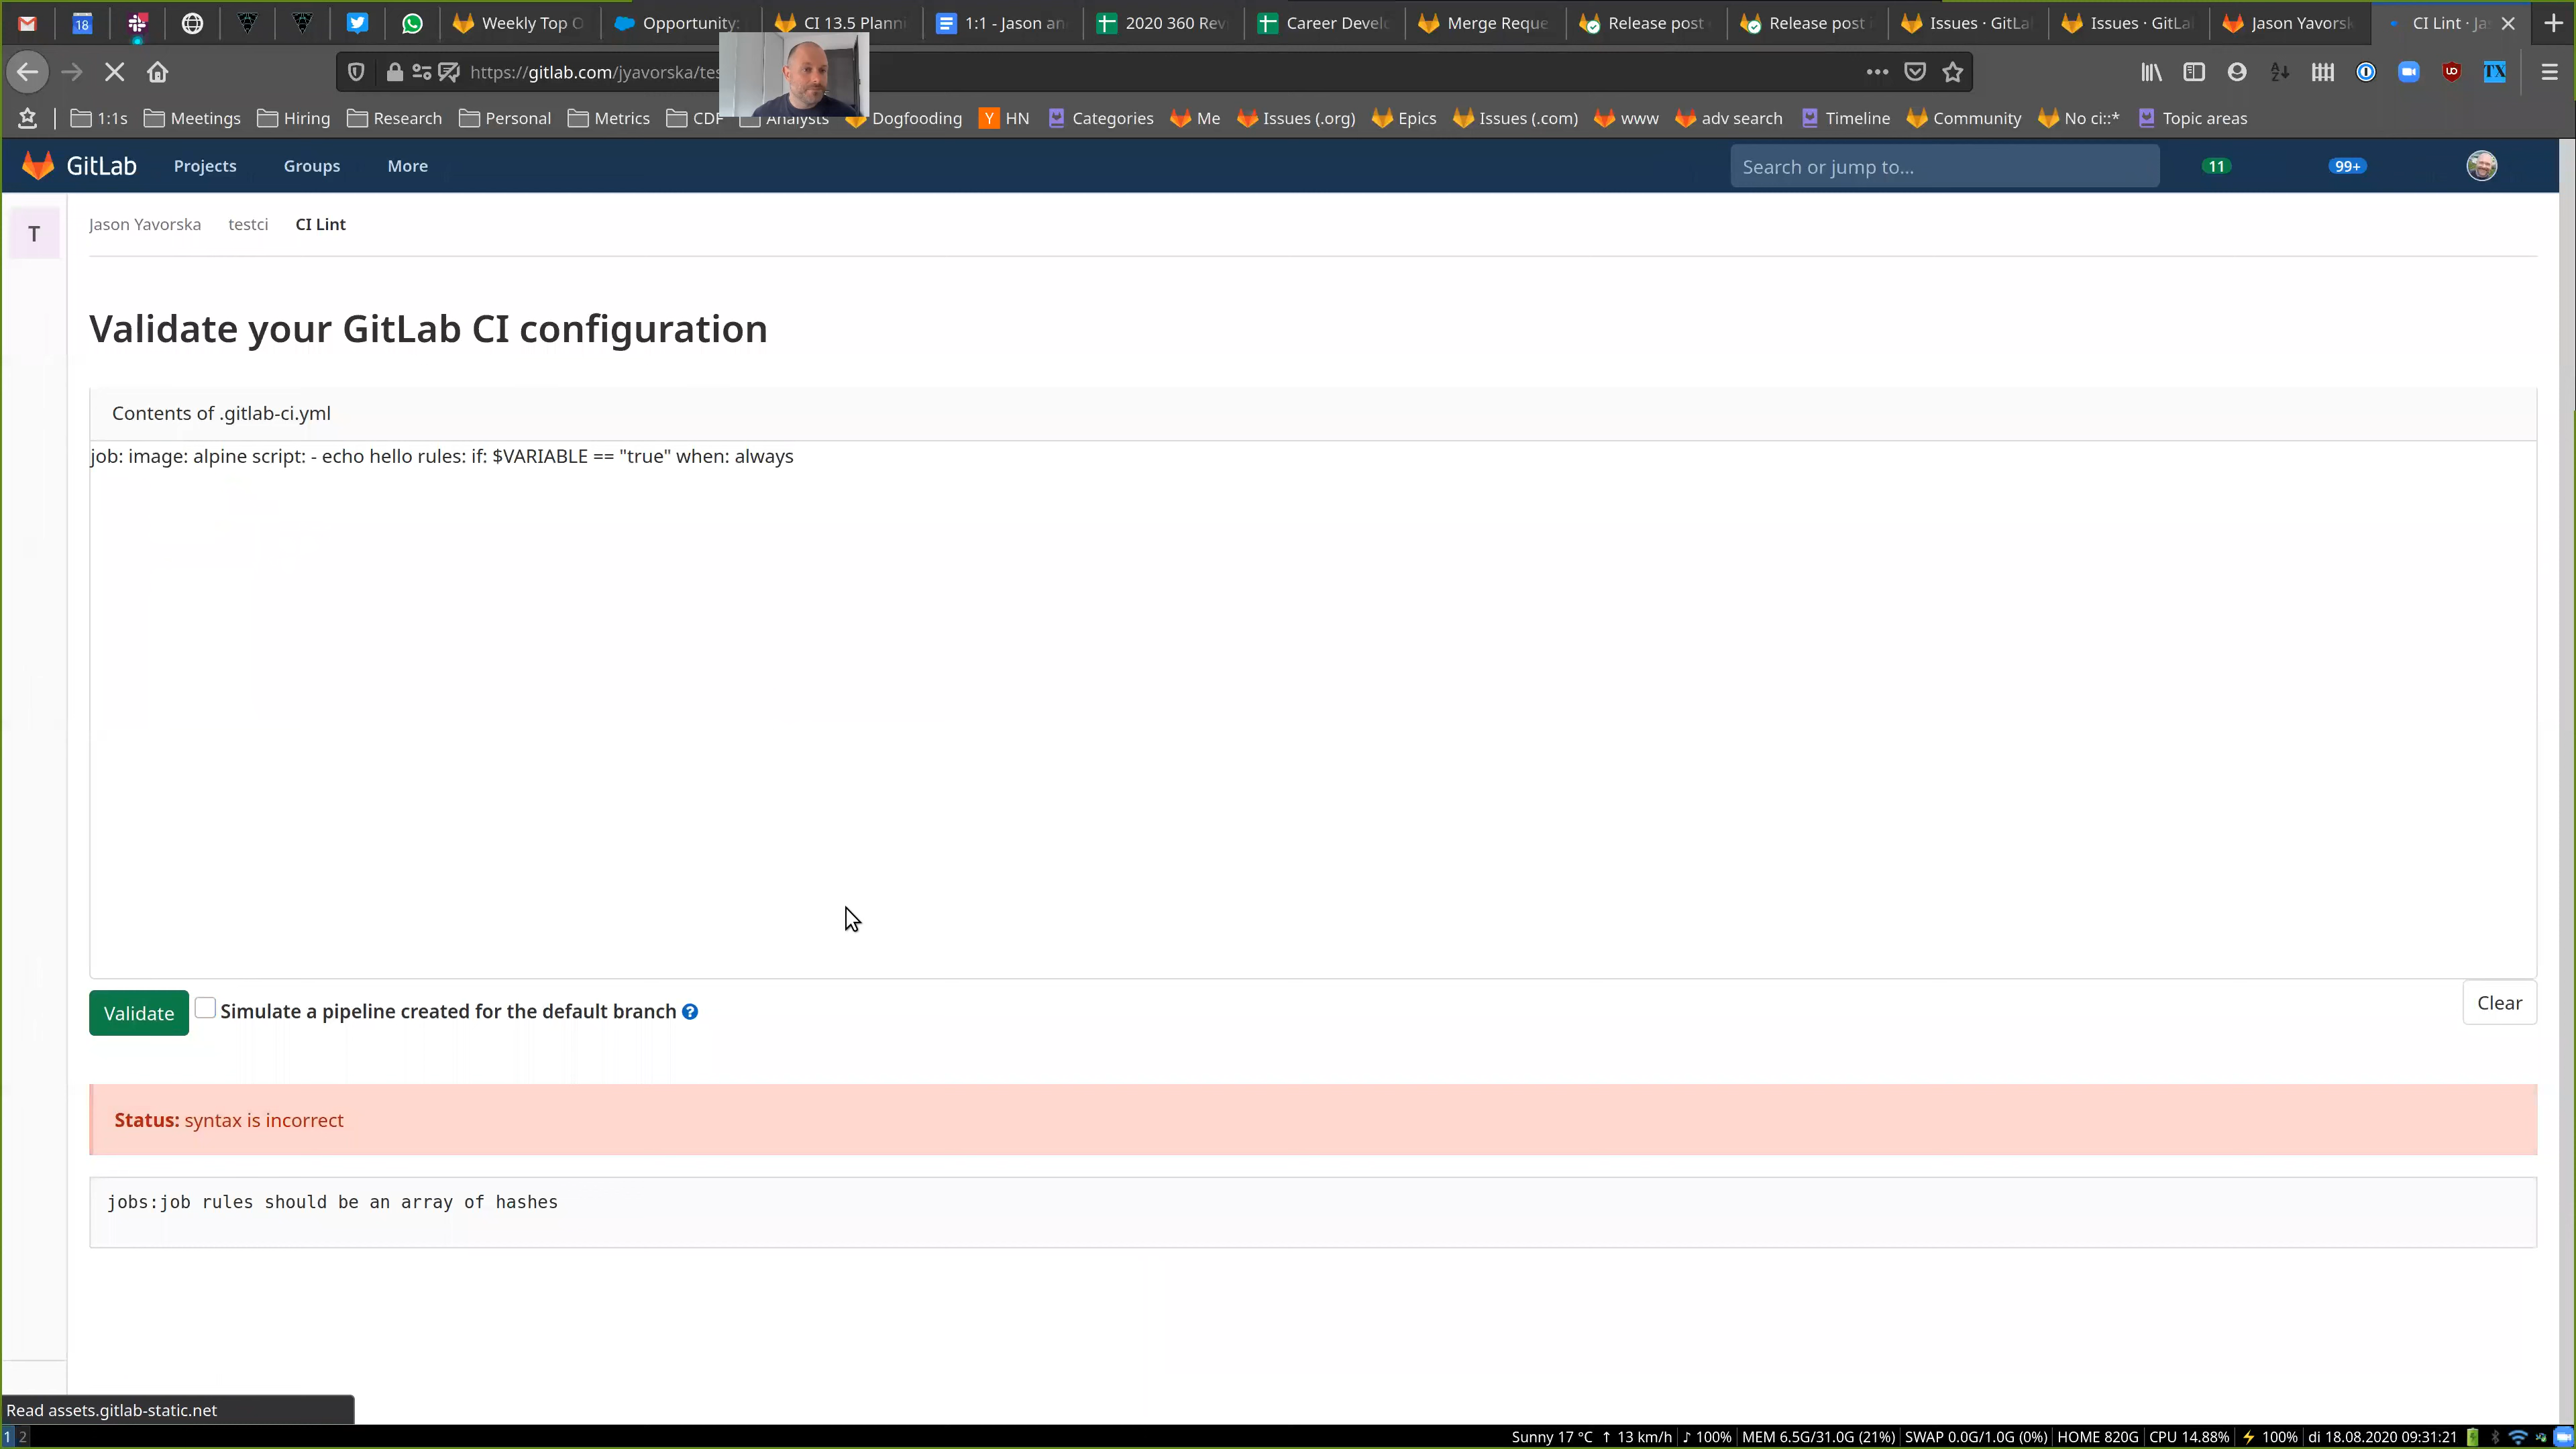 18
Weekly Top O
Opportunity:
CI 13.5 Plann
1:1 - Jason an
2020 360 Rev
Career Develo
Merge Reque
Release post
Release post
Issues · GitLa
Issues · GitLa
Jason Yavorsk
CI Lint · Ja
https://gitlab.com/jyavorska/tes
TX
1:1s
Meetings
Hiring
Research
Personal
Metrics
CDF
Analysts
Dogfooding
Y HN
Categories
Me
Issues (.org)
Epics
Issues (.com)
www
adv search
Timeline
Community
No ci::*
Topic areas
GitLab
Projects
Groups
More
Search or jump to...
11
99+
T
Jason Yavorska
testci
CI Lint
Validate your GitLab CI configuration
Contents of .gitlab-ci.yml
job: image: alpine script: - echo hello rules: if: $VARIABLE == "true" when: always
Validate
Simulate a pipeline created for the default branch ?
Clear
Status: syntax is incorrect
jobs:job rules should be an array of hashes
Read assets.gitlab-static.net
1 2
Sunny 17 °C ↑ 13 km/h | ♪ 100% | MEM 6.5G/31.0G (21%) | SWAP 0.0G/1.0G (0%) | HOME 820G | CPU 14.88% | ⚡ 100% | di 18.08.2020 09:31:21